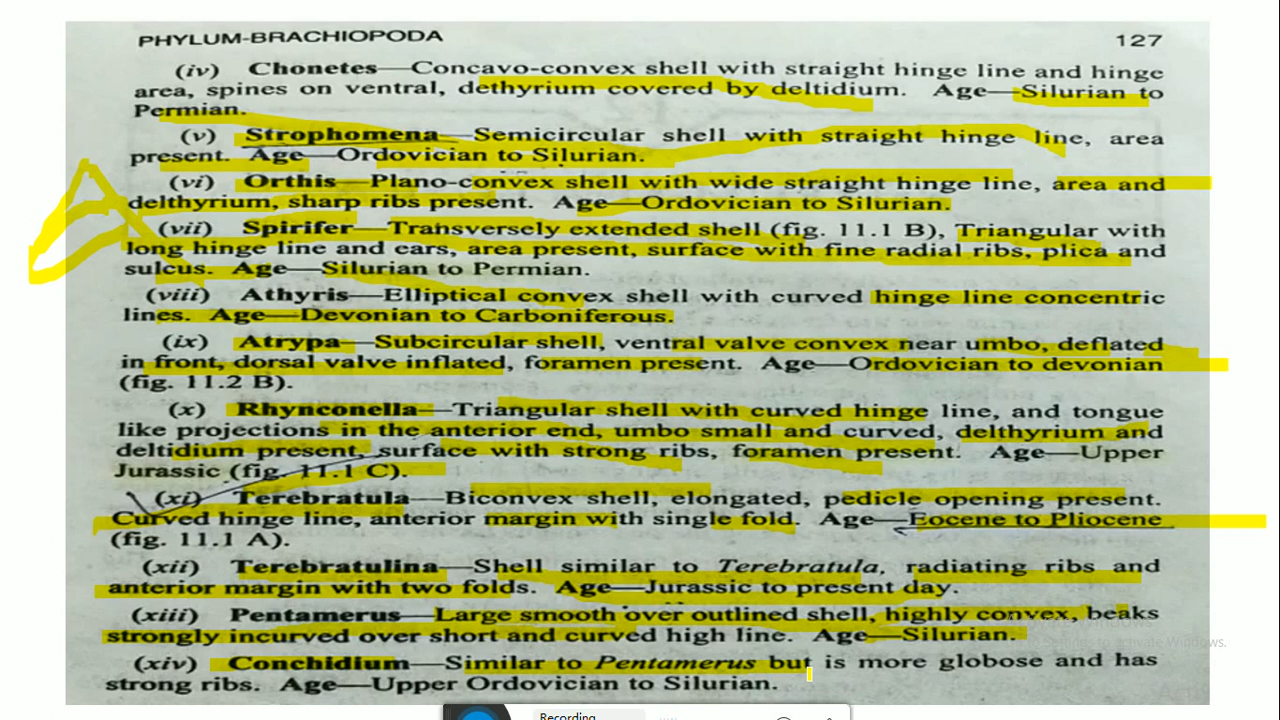 PHYLUM-BRACHIOPODA 127
(iv) Chonetes—Concavo-convex shell with straight hinge line and hinge
area, spines on ventral, dethyrium covered by deltidium. Age—Silurian to
Permian.
(v) Strophomena—Semicircular shell with straight hinge line, area
present. Age—Ordovician to Silurian.
(vi) Orthis—Plano-convex shell with wide straight hinge line, area and
delthyrium, sharp ribs present. Age—Ordovician to Silurian.
(vii) Spirifer—Transversely extended shell (fig. 11.1 B), Triangular with
long hinge line and ears, area present, surface with fine radial ribs, plica and
sulcus. Age—Silurian to Permian.
(viii) Athyris—Elliptical convex shell with curved hinge line concentric
lines. Age—Devonian to Carboniferous.
(ix) Atrypa—Subcircular shell, ventral valve convex near umbo, deflated
in front, dorsal valve inflated, foramen present. Age—Ordovician to devonian
(fig. 11.2 B).
(x) Rhynconella—Triangular shell with curved hinge line, and tongue
like projections in the anterior end, umbo small and curved, delthyrium and
deltidium present, surface with strong ribs, foramen present. Age—Upper
Jurassic (fig. 11.1 C).
(xi) Terebratula—Biconvex shell, elongated, pedicle opening present.
Curved hinge line, anterior margin with single fold. Age—Eocene to Pliocene
(fig. 11.1 A).
(xii) Terebratulina—Shell similar to Terebratula, radiating ribs and
anterior margin with two folds. Age—Jurassic to present day.
(xiii) Pentamerus—Large smooth over outlined shell, highly convex, beaks
strongly incurved over short and curved high line. Age—Silurian.
(xiv) Conchidium—Similar to Pentamerus but is more globose and has
strong ribs. Age—Upper Ordovician to Silurian.
to activate Windows.
Recording